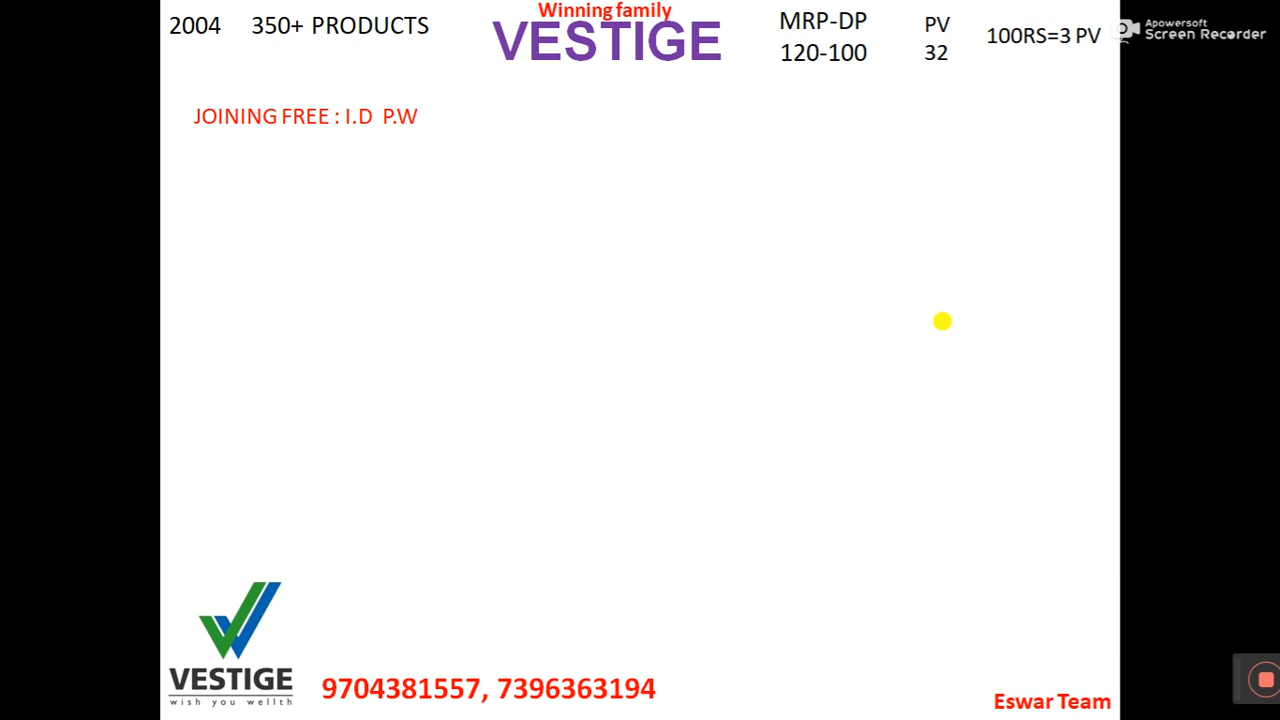 Winning family
2004 350+ PRODUCTS VESTIGE MRP-DP PV 100RS=3 PV
120-100 32
Apowersoft
Screen Recorder
JOINING FREE : I.D P.W
VESTIGE
wish you wellth
9704381557, 7396363194
Eswar Team